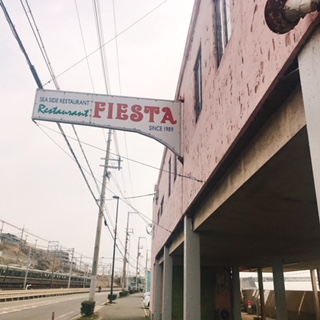 SEA SIDE RESTAURANT
Restaurant FIESTA
SINCE 1989